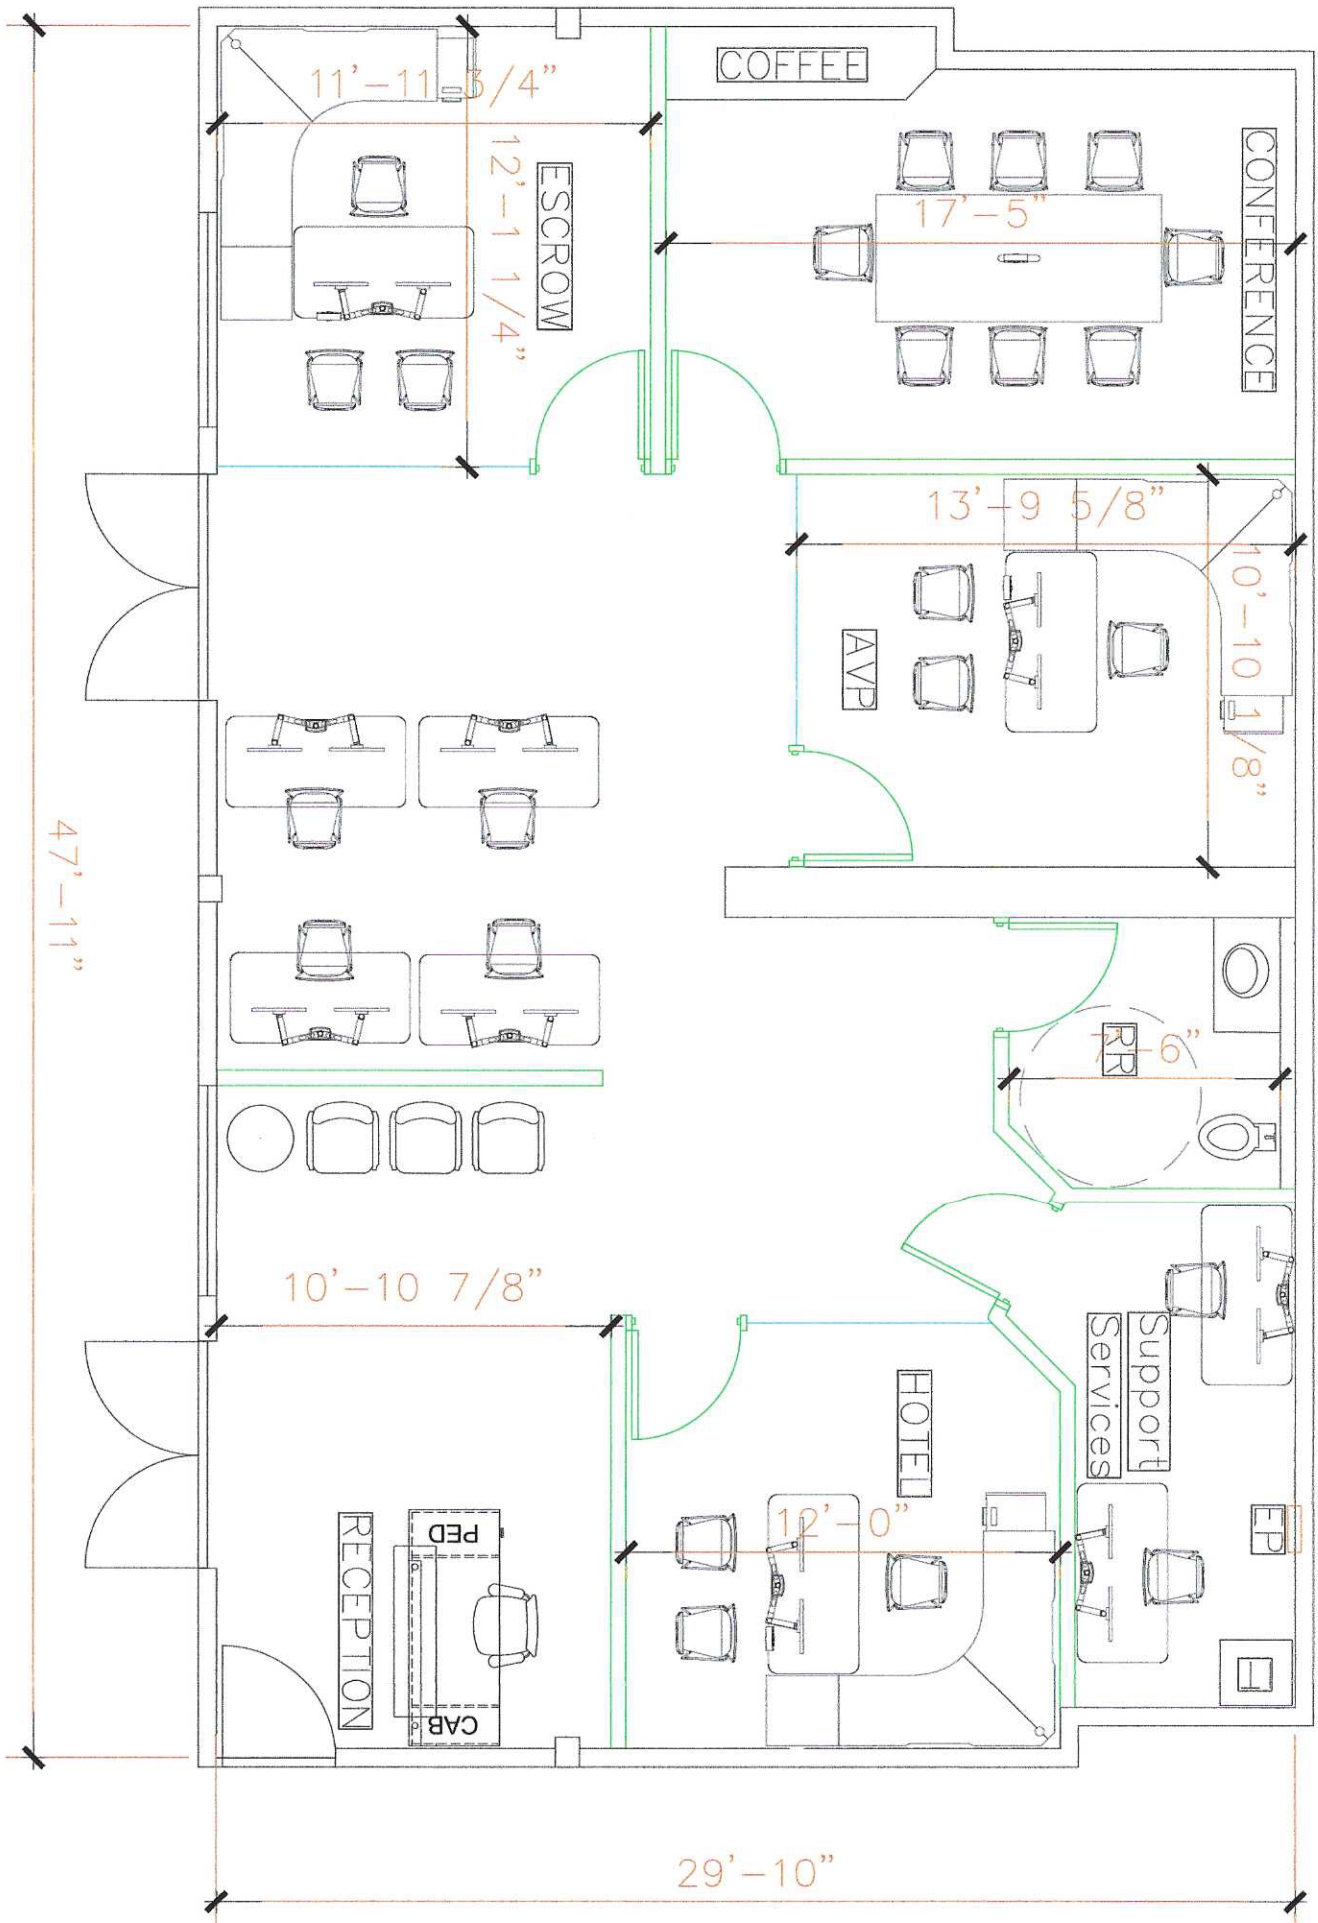 COFFEE
11'-11 3/4"
12'-1 1/4"
ESCROW
17'-5"
CONFERENCE
13'-9 5/8"
10'-10 1/8"
AVP
47'-11"
RR
7'-6"
10'-10 7/8"
Support
Services
HOTEL
12'-0"
EP
RECEPTION
PED
CAB
29'-10"